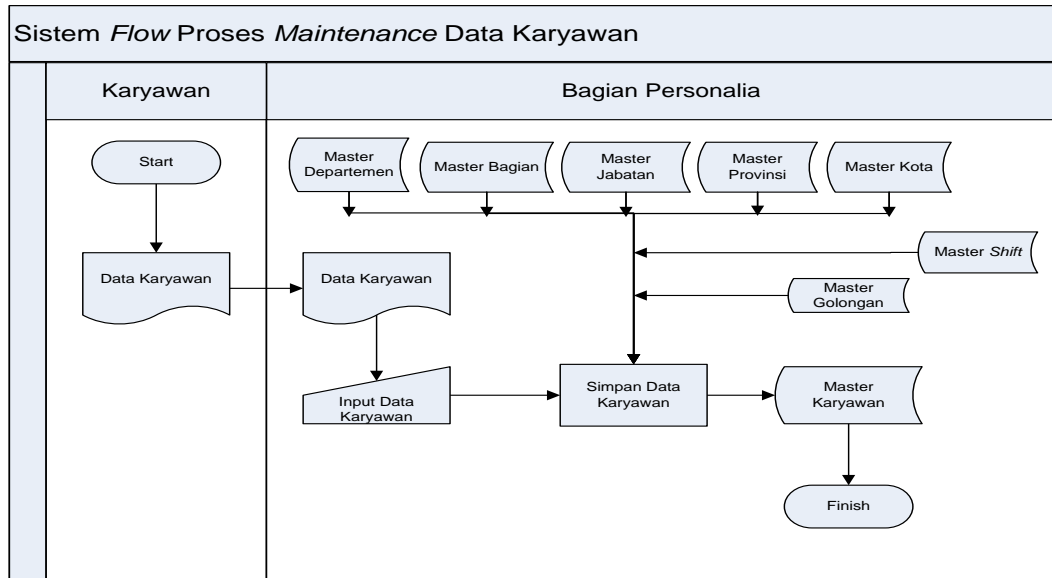 Sistem Flow Proses Maintenance Data Karyawan
Karyawan
Bagian Personalia
Start
Master
Departemen
Master Bagian
Master
Jabatan
Master
Provinsi
Master Kota
Master Shift
Data Karyawan
Data Karyawan
Master
Golongan
Input Data
Karyawan
Simpan Data
Karyawan
Master
Karyawan
Finish